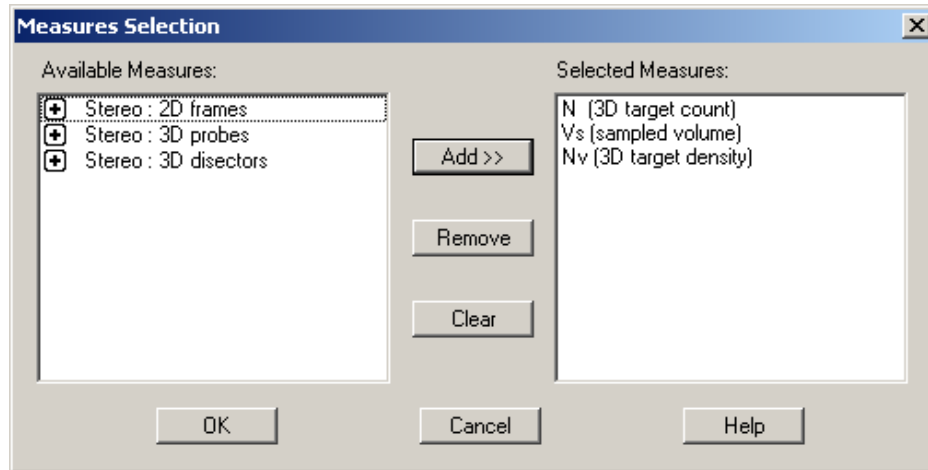 Measures Selection
Available Measures:
Stereo : 2D frames
Stereo : 3D probes
Stereo : 3D disectors
Add >>
Remove
Clear
Selected Measures:
N (3D target count)
Vs (sampled volume)
Nv (3D target density)
OK
Cancel
Help